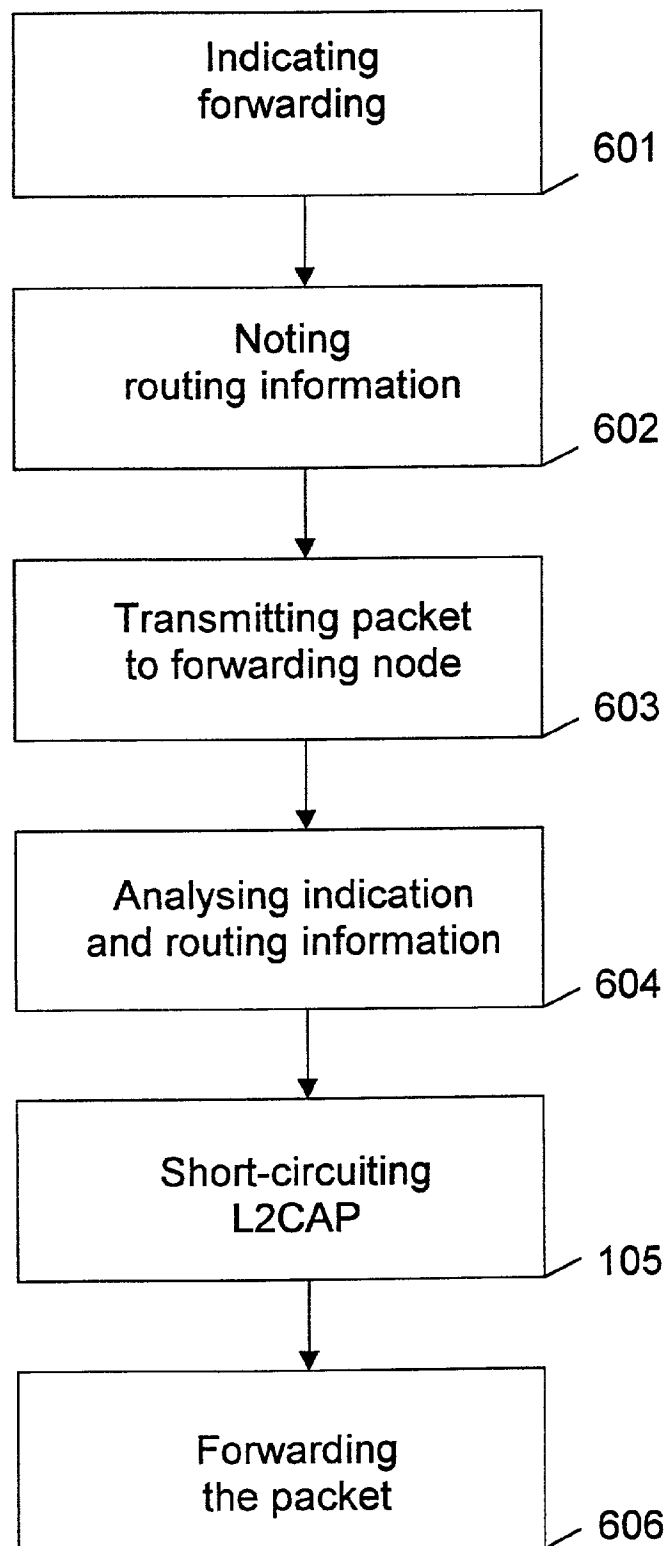 Indicating
forwarding
601
Noting
routing information
602
Transmitting packet
to forwarding node
603
Analysing indication
and routing information
604
Short-circuiting
L2CAP
105
Forwarding
the packet
606